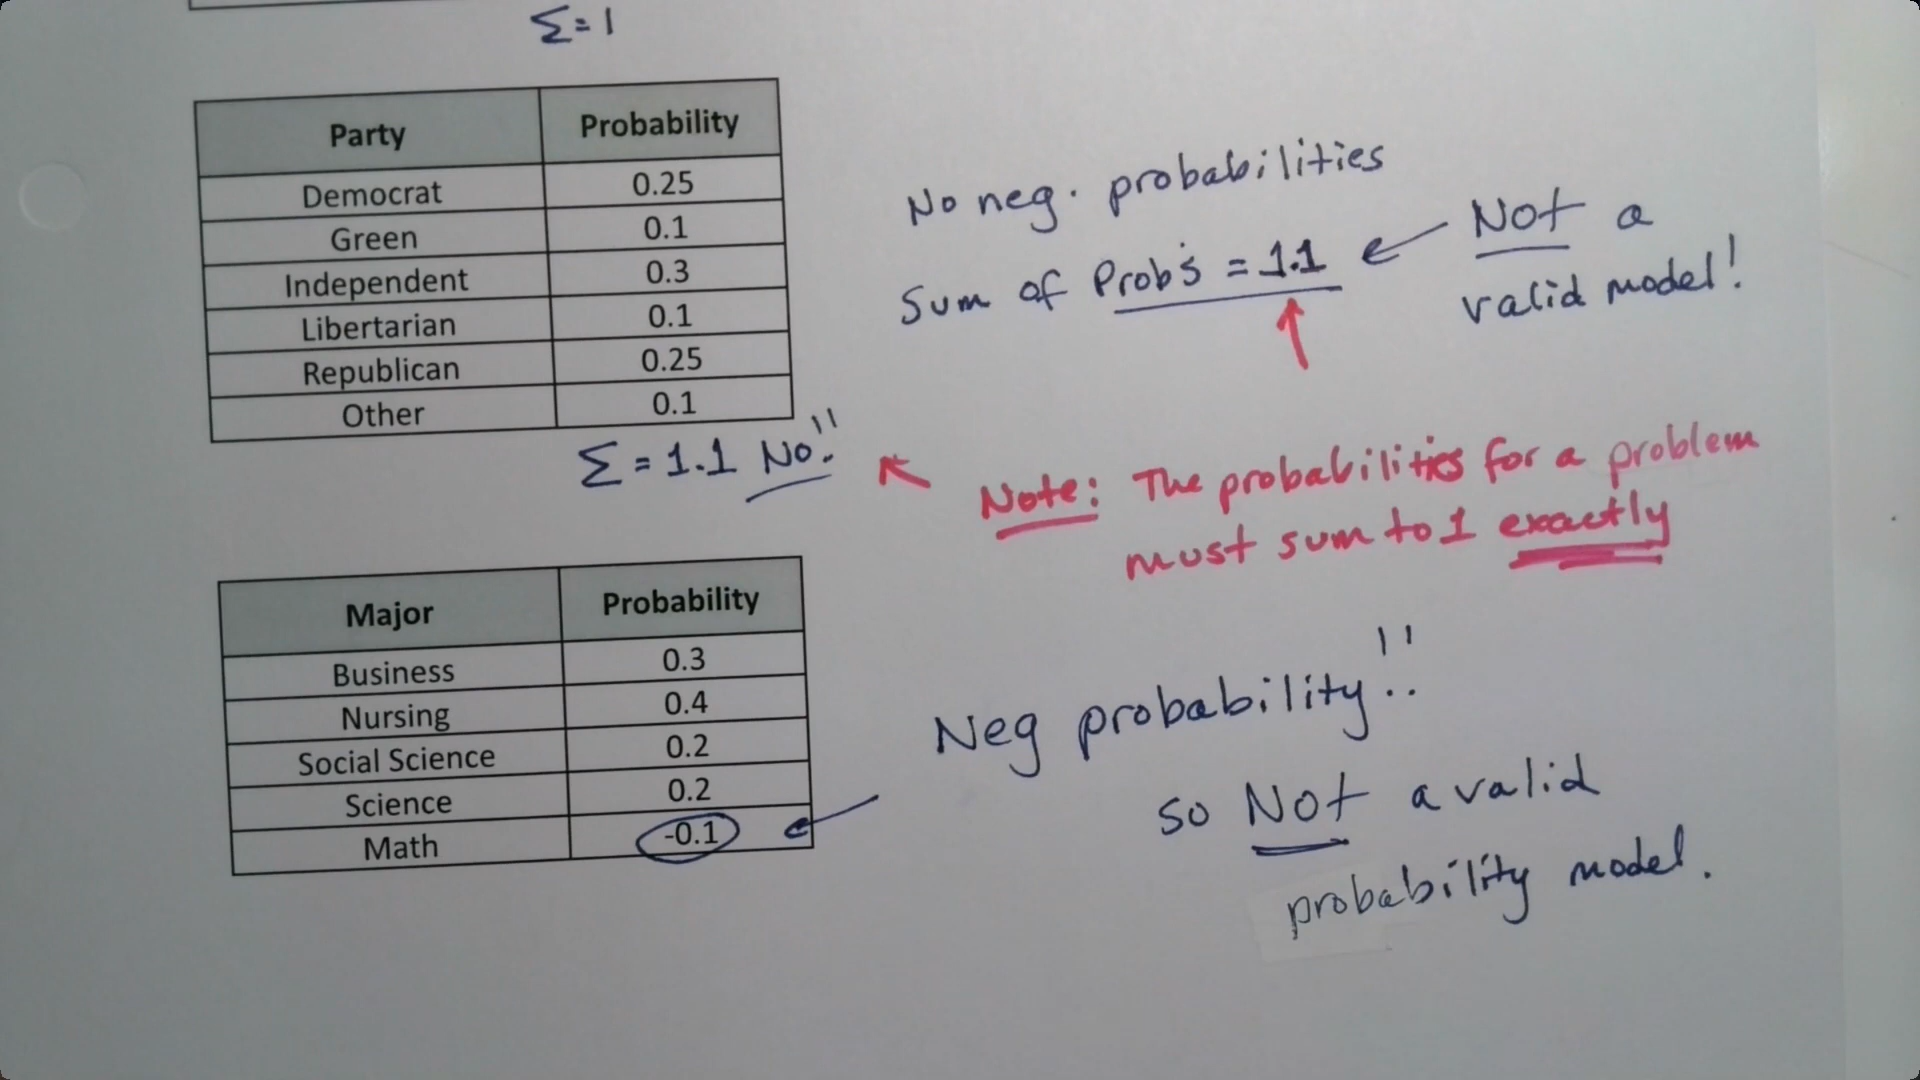 Σ=1
Party Probability
Democrat 0.25
Green 0.1
Independent 0.3
Libertarian 0.1
Republican 0.25
Other 0.1
Σ = 1.1 No!!
No neg. probabilities
Sum of Prob's = 1.1
Not a
valid model!
Note: The probabilities for a problem
must sum to 1 exactly
Major Probability
Business 0.3
Nursing 0.4
Social Science 0.2
Science 0.2
Math -0.1
Neg probability!!
so Not a valid
probability model.